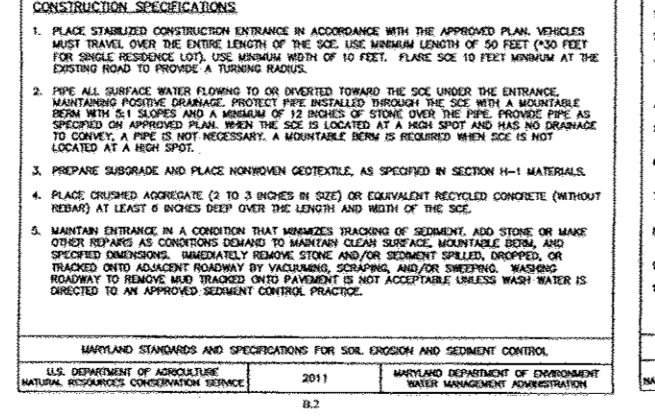 CONSTRUCTION SPECIFICATIONS
1. PLACE STABILIZED CONSTRUCTION ENTRANCE IN ACCORDANCE WITH THE APPROVED PLAN. VEHICLES
MUST TRAVEL OVER THE ENTIRE LENGTH OF THE SCE. USE MINIMUM LENGTH OF 50 FEET (*30 FEET
FOR SINGLE RESIDENCE LOT). USE MINIMUM WIDTH OF 10 FEET. FLARE SCE 10 FEET MINIMUM AT THE
EXISTING ROAD TO PROVIDE A TURNING RADIUS.
2. PIPE ALL SURFACE WATER FLOWING TO OR DIVERTED TOWARD THE SCE UNDER THE ENTRANCE,
MAINTAINING POSITIVE DRAINAGE. PROTECT PIPE INSTALLED THROUGH THE SCE WITH A MOUNTABLE
BERM WITH 5:1 SLOPES AND A MINIMUM OF 12 INCHES OF STONE OVER THE PIPE. PROVIDE PIPE AS
SPECIFIED ON APPROVED PLAN. WHEN THE SCE IS LOCATED AT A HIGH SPOT AND HAS NO DRAINAGE
TO CONVEY, A PIPE IS NOT NECESSARY. A MOUNTABLE BERM IS REQUIRED WHEN SCE IS NOT
LOCATED AT A HIGH SPOT.
3. PREPARE SUBGRADE AND PLACE NONWOVEN GEOTEXTILE, AS SPECIFIED IN SECTION H-1 MATERIALS.
4. PLACE CRUSHED AGGREGATE (2 TO 3 INCHES IN SIZE) OR EQUIVALENT RECYCLED CONCRETE (WITHOUT
REBAR) AT LEAST 6 INCHES DEEP OVER THE LENGTH AND WIDTH OF THE SCE.
5. MAINTAIN ENTRANCE IN A CONDITION THAT MINIMIZES TRACKING OF SEDIMENT. ADD STONE OR MAKE
OTHER REPAIRS AS CONDITIONS DEMAND TO MAINTAIN CLEAN SURFACE, MOUNTABLE BERM, AND
SPECIFIED DIMENSIONS. IMMEDIATELY REMOVE STONE AND/OR SEDIMENT SPILLED, DROPPED, OR
TRACKED ONTO ADJACENT ROADWAY BY VACUUMING, SCRAPING, AND/OR SWEEPING. WASHING
ROADWAY TO REMOVE MUD TRACKED ONTO PAVEMENT IS NOT ACCEPTABLE UNLESS WASH WATER IS
DIRECTED TO AN APPROVED SEDIMENT CONTROL PRACTICE.
MARYLAND STANDARDS AND SPECIFICATIONS FOR SOIL EROSION AND SEDIMENT CONTROL
U.S. DEPARTMENT OF AGRICULTURE
NATURAL RESOURCES CONSERVATION SERVICE
2011
MARYLAND DEPARTMENT OF ENVIRONMENT
WATER MANAGEMENT ADMINISTRATION
B.2